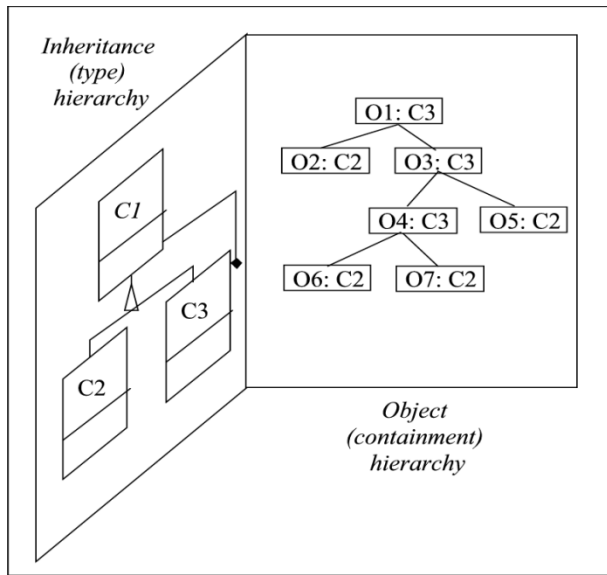 Inheritance
(type)
hierarchy
C1
C3
C2
O1: C3
O2: C2
O3: C3
O4: C3
O5: C2
O6: C2
O7: C2
Object
(containment)
hierarchy